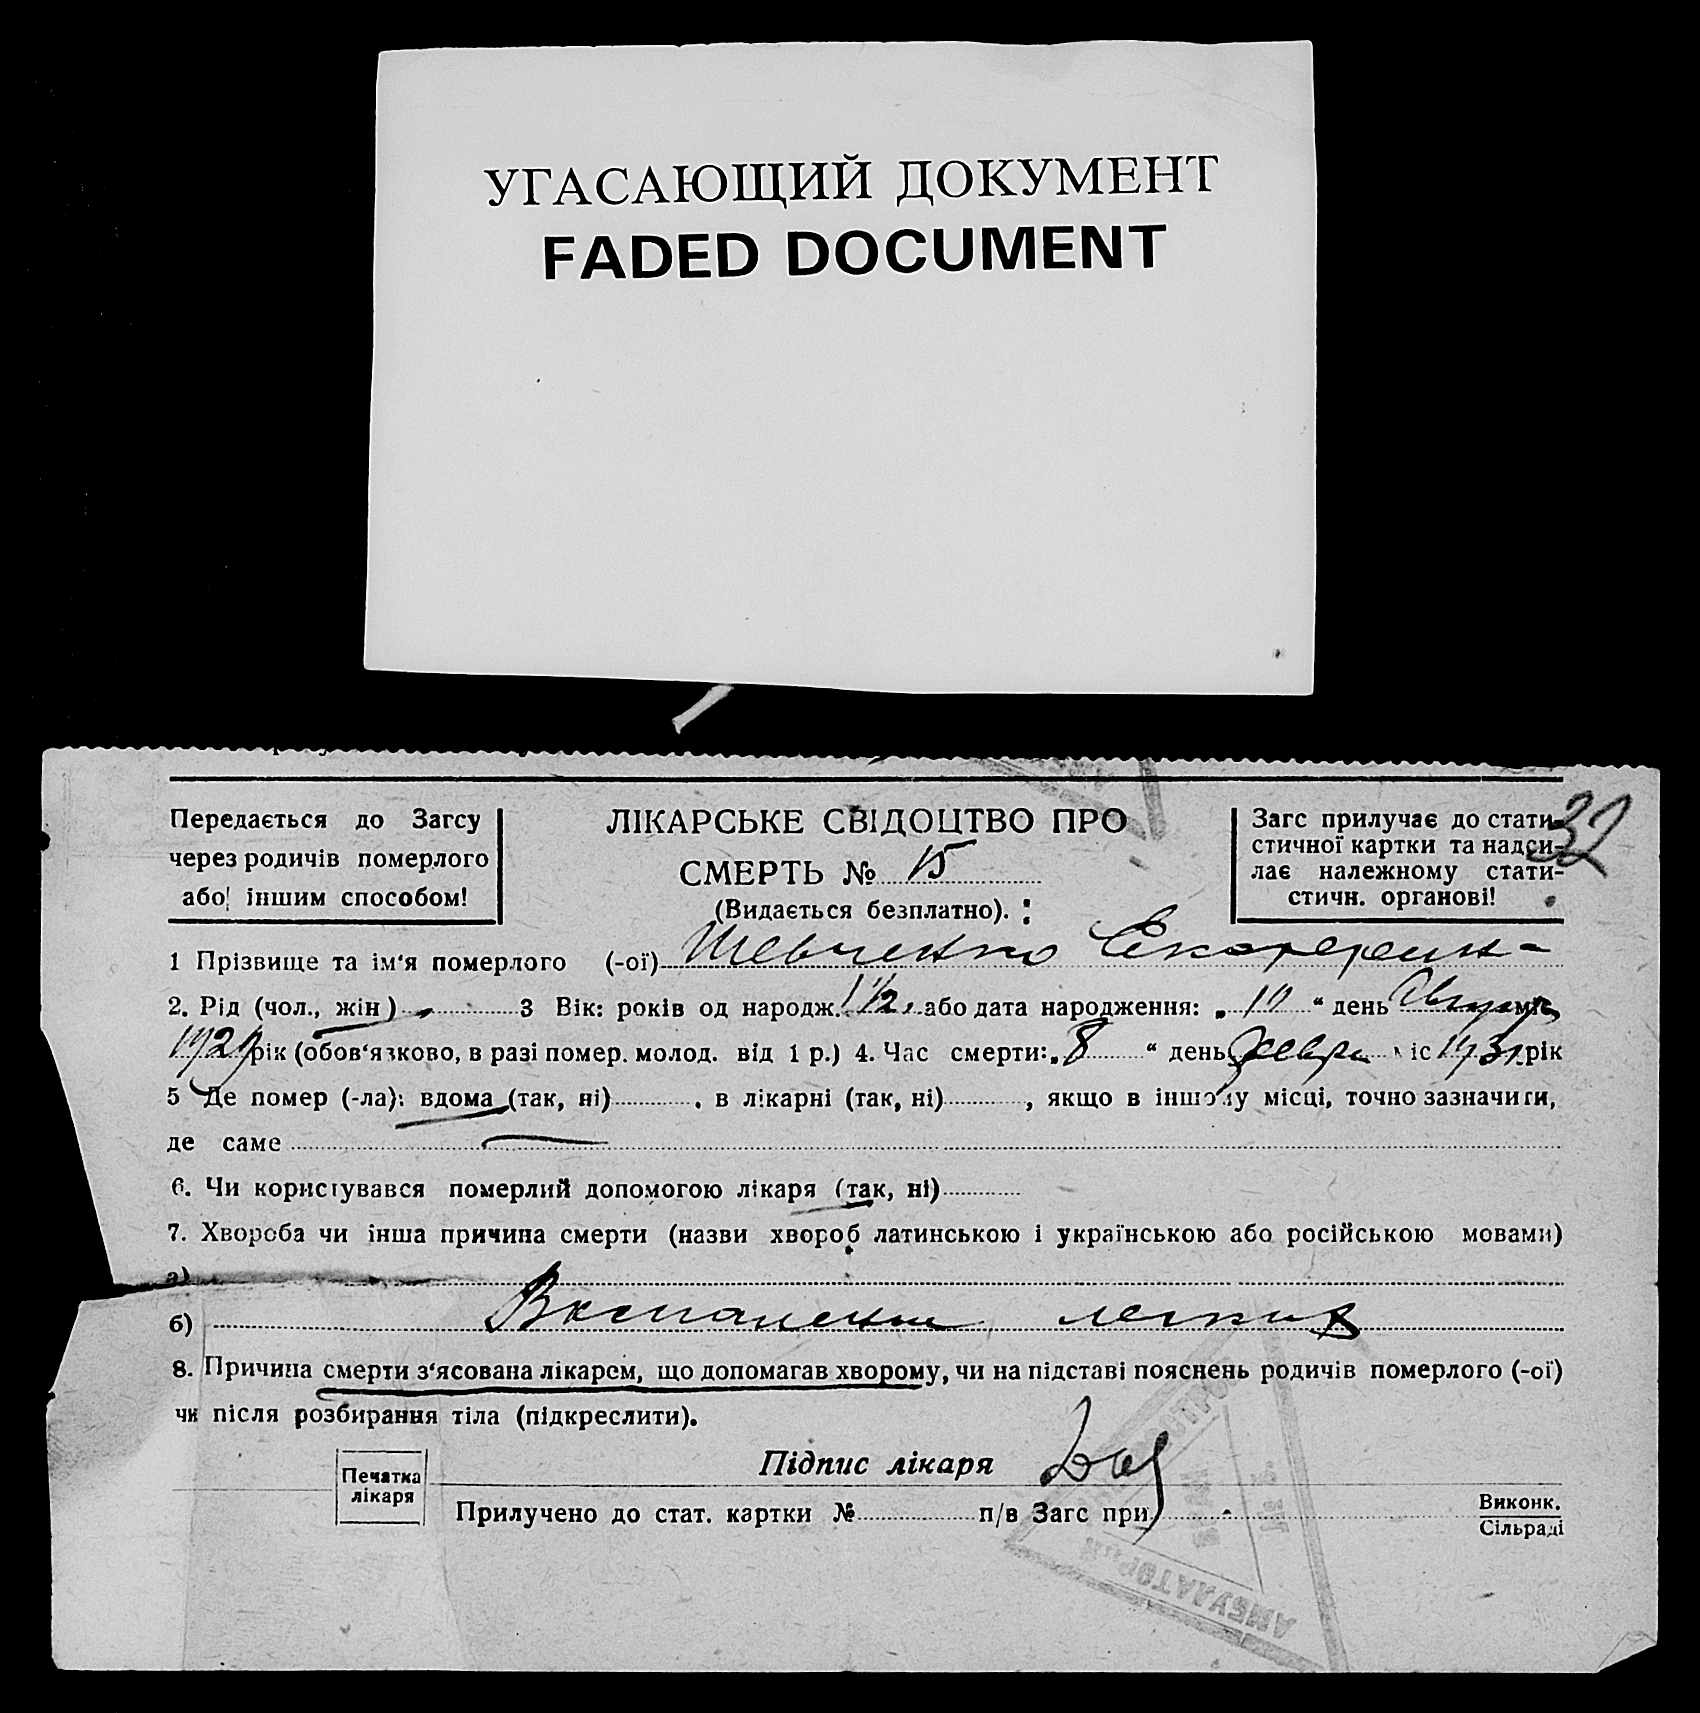 УГАСАЮЩИЙ ДОКУМЕНТ
FADED DOCUMENT
32
Передається до Загсу
через родичів померлого
або іншим способом!
ЛІКАРСЬКЕ СВІДОЦТВО ПРО
СМЕРТЬ № 15
(Видається безплатно).
Загс прилучає до стати-
стичної картки та надси-
лає належному стати-
стичн. органові!
1 Прізвище та ім'я померлого (-ої) Шевченко Екатерина
2. Рід (чол., жін) 3 Вік: років од народж. 1 1/2, або дата народження: „ 10 “ день Августа міс
1929 рік (обов'язково, в разі помер. молод. від 1 р.) 4. Час смерти: „ 8 “ день Февра іс 1931 рік
5 Де помер (-ла): вдома (так, ні) , в лікарні (так, ні) , якщо в іншому місці, точно зазначити,
де саме
6. Чи користувався померлий допомогою лікаря (так, ні)
7. Хвороба чи інша причина смерти (назви хвороб латинською і українською або російською мовами)
а)
б) Воспаление легких
8. Причина смерти з'ясована лікарем, що допомагав хворому, чи на підставі пояснень родичів померлого (-ої)
чи після розбирання тіла (підкреслити).
Підпис лікаря
Печатка
лікаря
Прилучено до стат. картки № п/в Загс при
Виконк.
Сільраді
АМБУЛАТОРІЯ